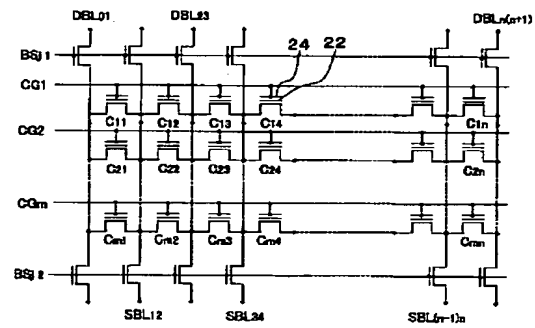 DBL01 DBL23 DBLn(n+1)
BSj1
24 22
CG1
C11 C12 C13 C14 C1n
CG2
C21 C22 C23 C24 C2n
CGm
Cm1 Cm2 Cm3 Cm4 Cmn
BSj2
SBL12 SBL34 SBL(n-1)n